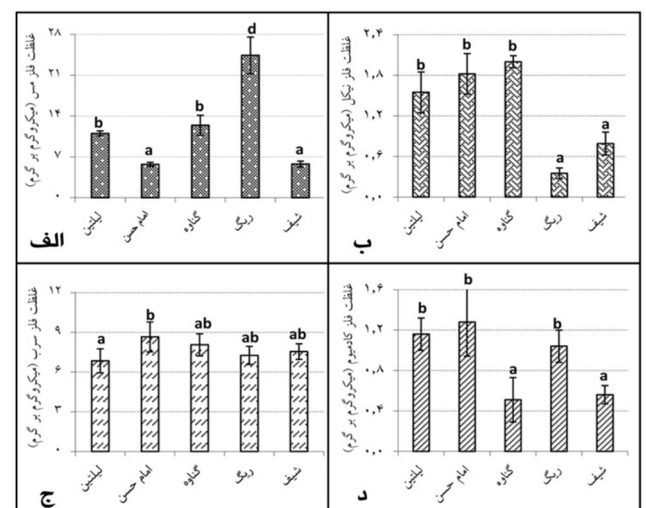 غلظت فلز مس (میکروگرم بر گرم)
۲۸
۲۱
۱۴
۷
۰
b
a
b
d
a
لیلتین
امام حسن
گناوه
ریگ
شیف
الف
غلظت فلز نیکل (میکروگرم بر گرم)
۲,۴
۱,۸
۱,۲
۰,۶
۰,۰
b
b
b
a
a
لیلتین
امام حسن
گناوه
ریگ
شیف
ب
غلظت فلز سرب (میکروگرم بر گرم)
۱۲
۹
۶
۳
۰
a
b
ab
ab
ab
لیلتین
امام حسن
گناوه
ریگ
شیف
ج
غلظت فلز کادمیوم (میکروگرم بر گرم)
۱,۶
۱,۲
۰,۸
۰,۴
۰,۰
b
b
a
b
a
لیلتین
امام حسن
گناوه
ریگ
شیف
د